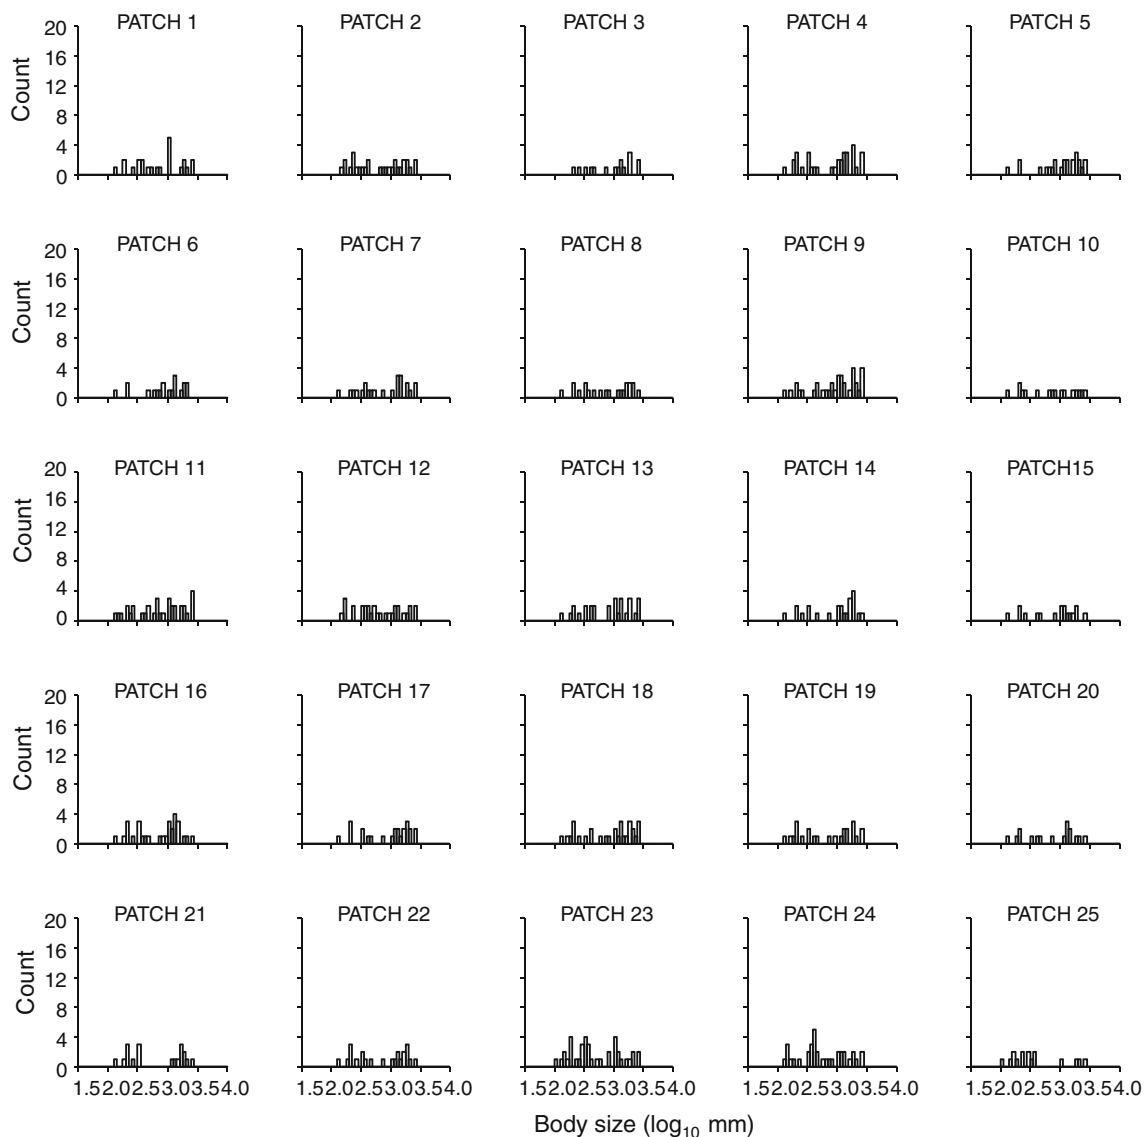 PATCH 1 PATCH 2 PATCH 3 PATCH 4 PATCH 5
20
16
12
8
4
0
Count
PATCH 6 PATCH 7 PATCH 8 PATCH 9 PATCH 10
20
16
12
8
4
0
Count
PATCH 11 PATCH 12 PATCH 13 PATCH 14 PATCH15
20
16
12
8
4
0
Count
PATCH 16 PATCH 17 PATCH 18 PATCH 19 PATCH 20
20
16
12
8
4
0
Count
PATCH 21 PATCH 22 PATCH 23 PATCH 24 PATCH 25
20
16
12
8
4
0
Count
1.52.02.53.03.54.0 1.52.02.53.03.54.0 1.52.02.53.03.54.0 1.52.02.53.03.54.0 1.52.02.53.03.54.0
Body size (log10 mm)